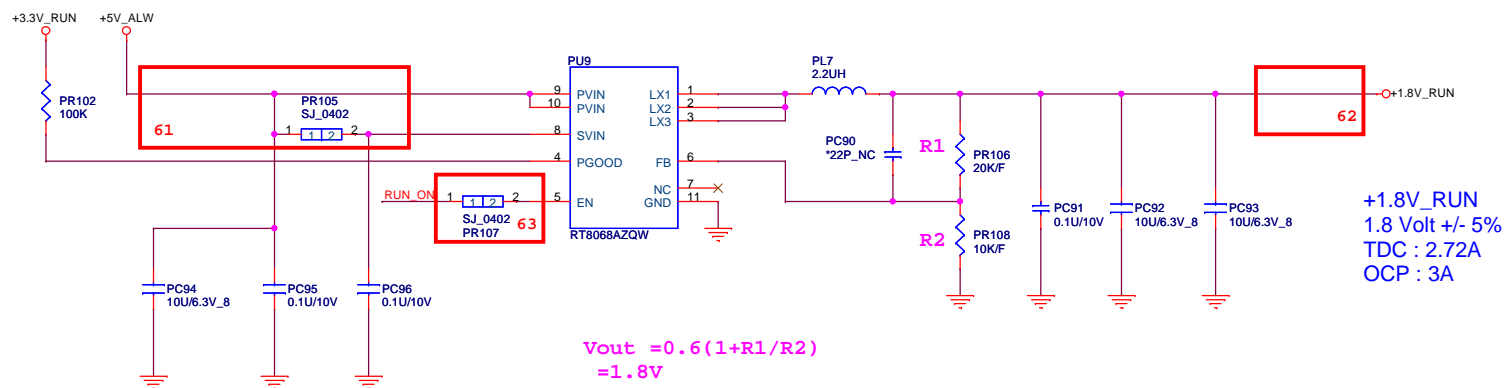 +3.3V_RUN
+5V_ALW
PR102
100K
61
PR105
SJ_0402
1
1 2
2
PU9
9
PVIN
10
PVIN
8
SVIN
4
PGOOD
5
EN
LX1
1
LX2
2
LX3
3
FB
6
NC
7
GND
11
RT8068AZQW
RUN_ON
1
1 2
2
SJ_0402
PR107
63
PL7
2.2UH
PC90
*22P_NC
R1
PR106
20K/F
R2
PR108
10K/F
62
+1.8V_RUN
PC91
0.1U/10V
PC92
10U/6.3V_8
PC93
10U/6.3V_8
+1.8V_RUN
1.8 Volt +/- 5%
TDC : 2.72A
OCP : 3A
PC94
10U/6.3V_8
PC95
0.1U/10V
PC96
0.1U/10V
Vout =0.6(1+R1/R2)
=1.8V